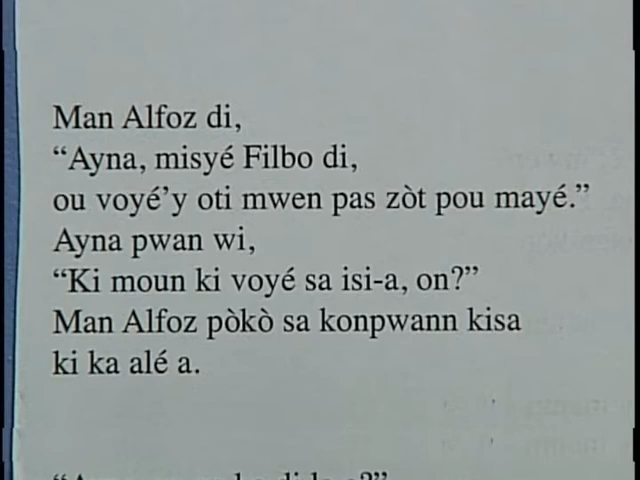 Man Alfoz di,
“Ayna, misyé Filbo di,
ou voyé’y oti mwen pas zòt pou mayé.”
Ayna pwan wi,
“Ki moun ki voyé sa isi-a, on?”
Man Alfoz pòkò sa konpwann kisa
ki ka alé a.